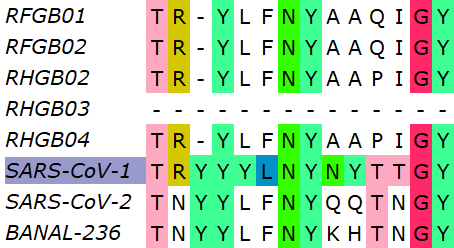 RFGB01 T R - Y L F N Y A A Q I G Y
RFGB02 T R - Y L F N Y A A Q I G Y
RHGB02 T R - Y L F N Y A A P I G Y
RHGB03 - - - - - - - - - - - - - -
RHGB04 T R - Y L F N Y A A P I G Y
SARS-CoV-1 T R Y Y Y L N Y N Y T T G Y
SARS-CoV-2 T N Y Y L F N Y Q Q T N G Y
BANAL-236 T N Y Y L F N Y K H T N G Y